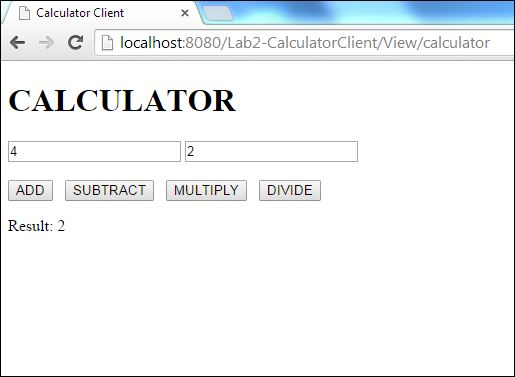 Calculator Client
localhost:8080/Lab2-CalculatorClient/View/calculator
CALCULATOR
4 2
ADD SUBTRACT MULTIPLY DIVIDE
Result: 2